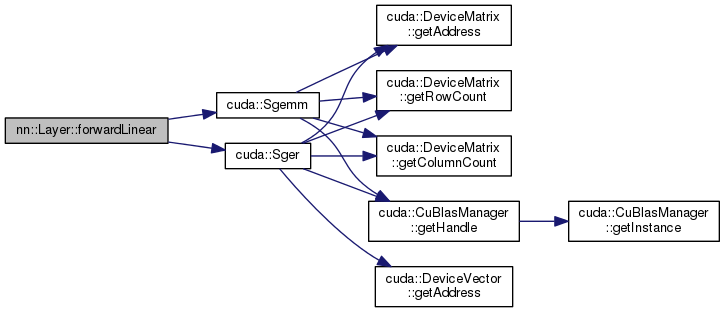 nn::Layer::forwardLinear
cuda::Sgemm
cuda::Sger
cuda::DeviceMatrix
::getAddress
cuda::DeviceMatrix
::getRowCount
cuda::DeviceMatrix
::getColumnCount
cuda::CuBlasManager
::getHandle
cuda::DeviceVector
::getAddress
cuda::CuBlasManager
::getInstance